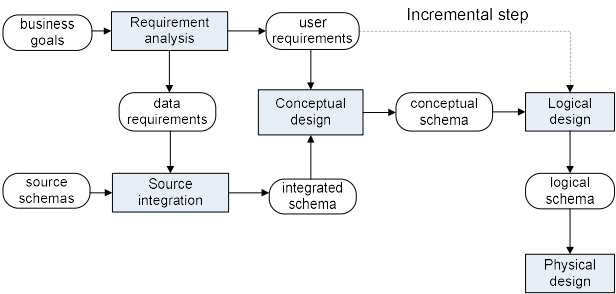 business
goals
Requirement
analysis
user
requirements
Incremental step
data
requirements
Conceptual
design
conceptual
schema
Logical
design
source
schemas
Source
integration
integrated
schema
logical
schema
Physical
design